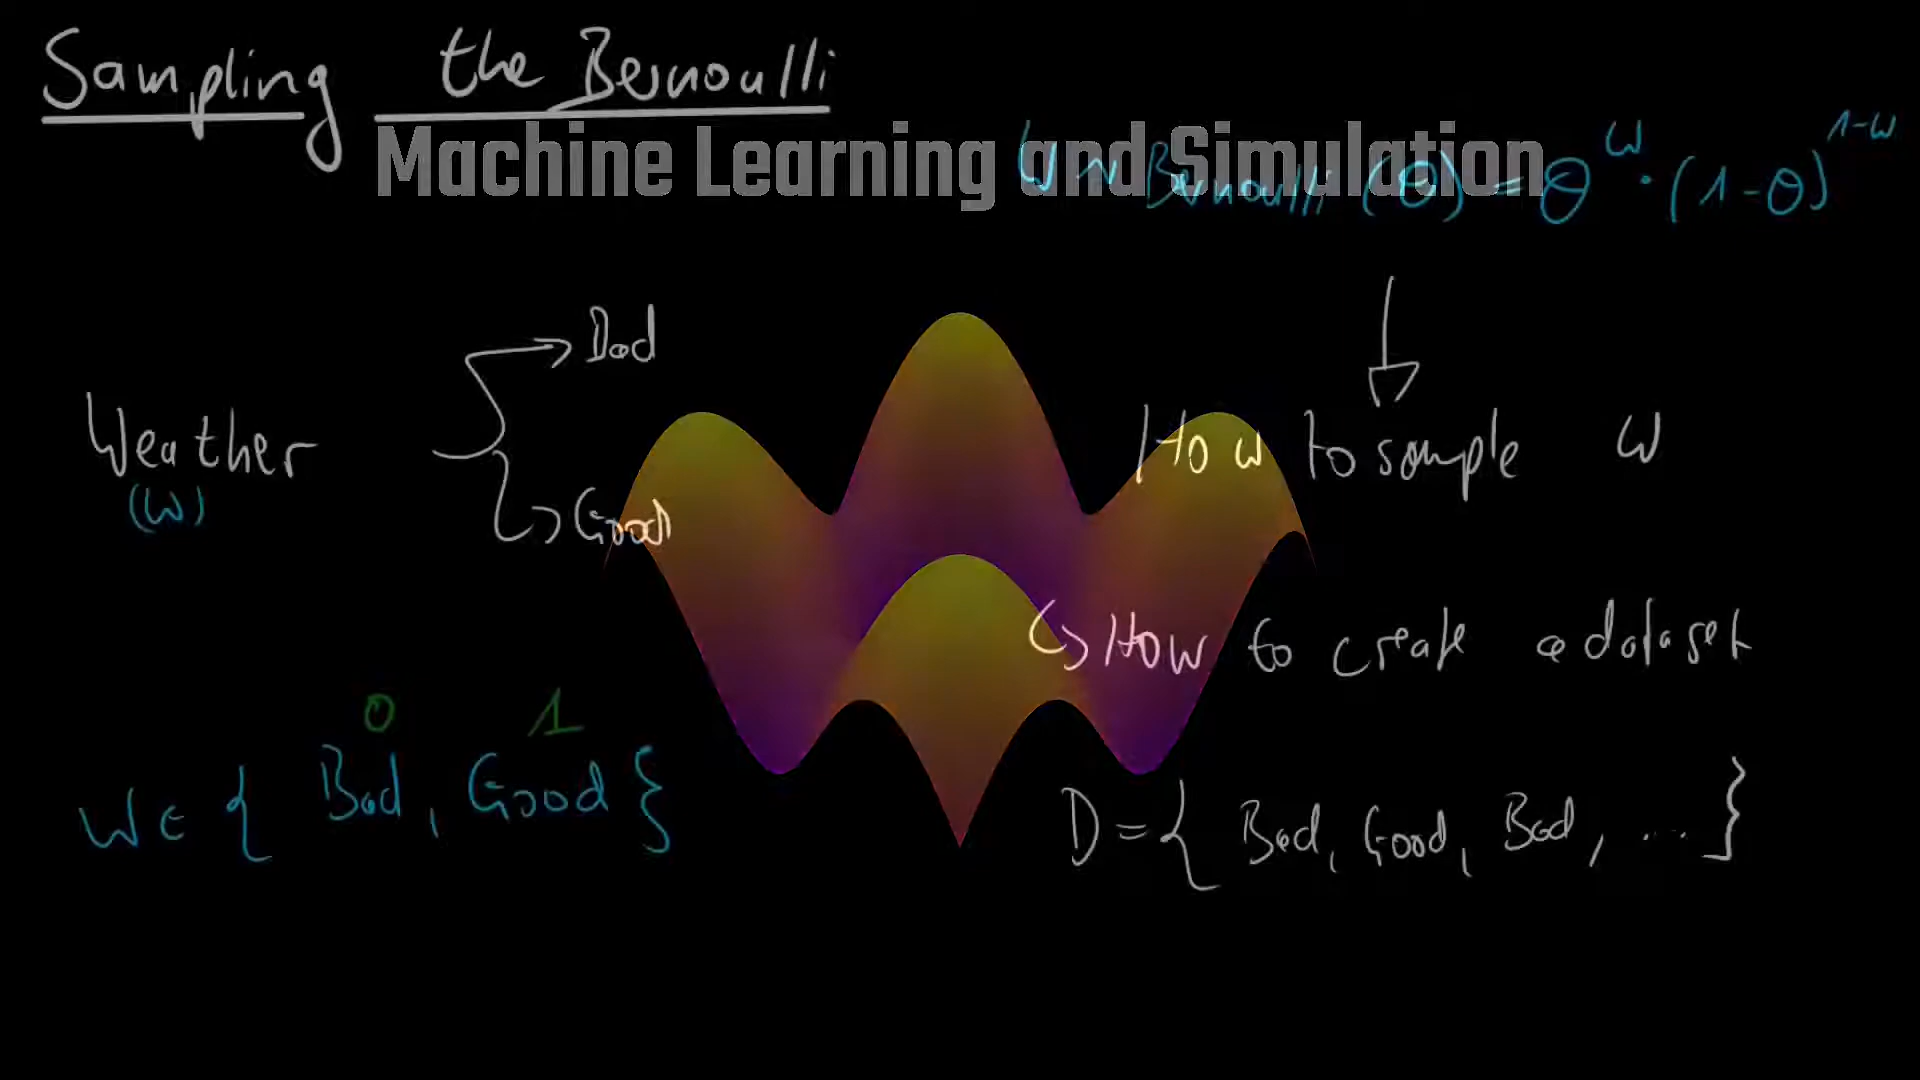 Sampling the Bernoulli
Machine Learning and Simulation
W ~ Bernoulli (θ) = θ^W · (1-θ)^1-W
Weather
(W)
Bad
Good
How to sample W
How to create a dataset
0 1
W ∈ { Bad, Good }
D = { Bad, Good, Bad, ... }